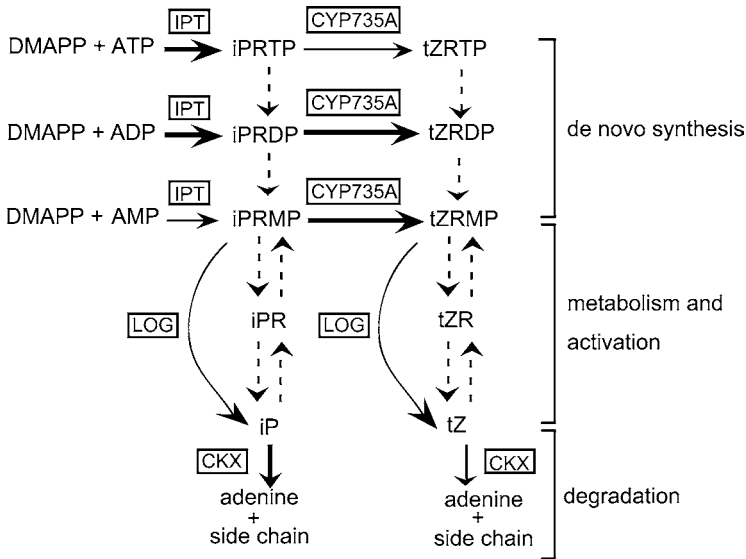 IPT CYP735A
DMAPP + ATP iPRTP tZRTP
IPT CYP735A
DMAPP + ADP iPRDP tZRDP de novo synthesis
IPT CYP735A
DMAPP + AMP iPRMP tZRMP
LOG iPR LOG tZR metabolism and
activation
iP tZ
CKX CKX
adenine adenine degradation
+ +
side chain side chain